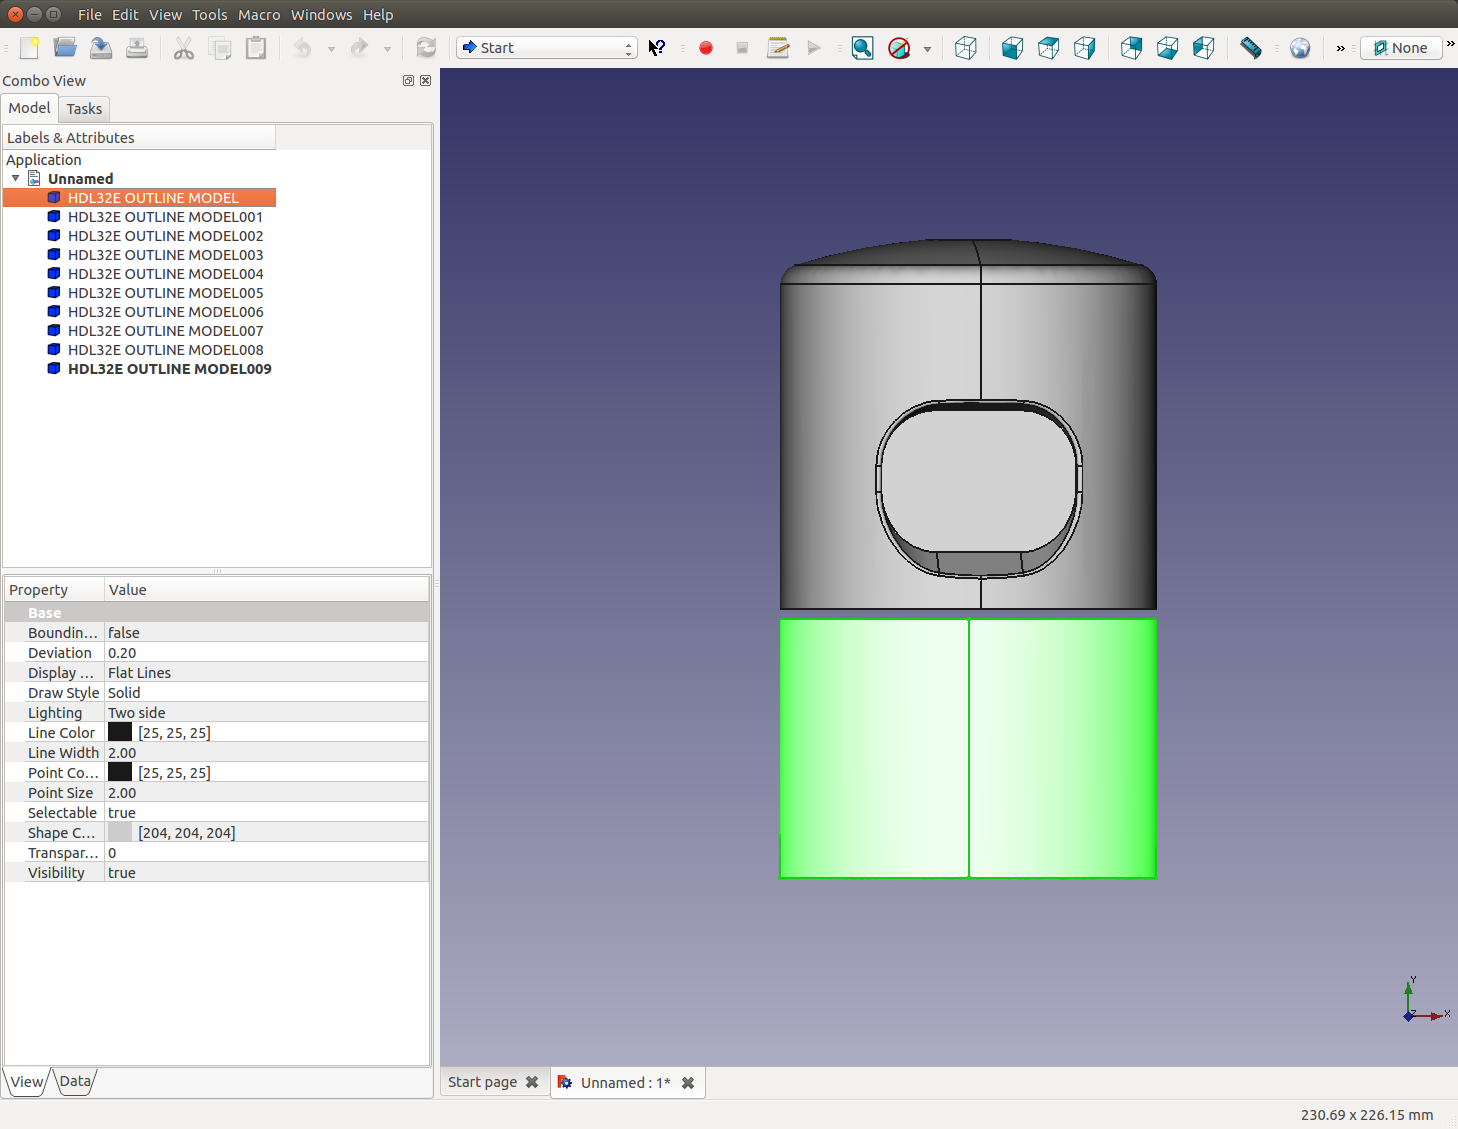 File Edit View Tools Macro Windows Help
Start
» None »
Combo View
Model Tasks
Labels & Attributes
Application
Unnamed
HDL32E OUTLINE MODEL
HDL32E OUTLINE MODEL001
HDL32E OUTLINE MODEL002
HDL32E OUTLINE MODEL003
HDL32E OUTLINE MODEL004
HDL32E OUTLINE MODEL005
HDL32E OUTLINE MODEL006
HDL32E OUTLINE MODEL007
HDL32E OUTLINE MODEL008
HDL32E OUTLINE MODEL009
Property Value
Base
Boundin... false
Deviation 0.20
Display ... Flat Lines
Draw Style Solid
Lighting Two side
Line Color [25, 25, 25]
Line Width 2.00
Point Co... [25, 25, 25]
Point Size 2.00
Selectable true
Shape C... [204, 204, 204]
Transpar... 0
Visibility true
Y
Z X
View Data
Start page Unnamed : 1*
230.69 x 226.15 mm